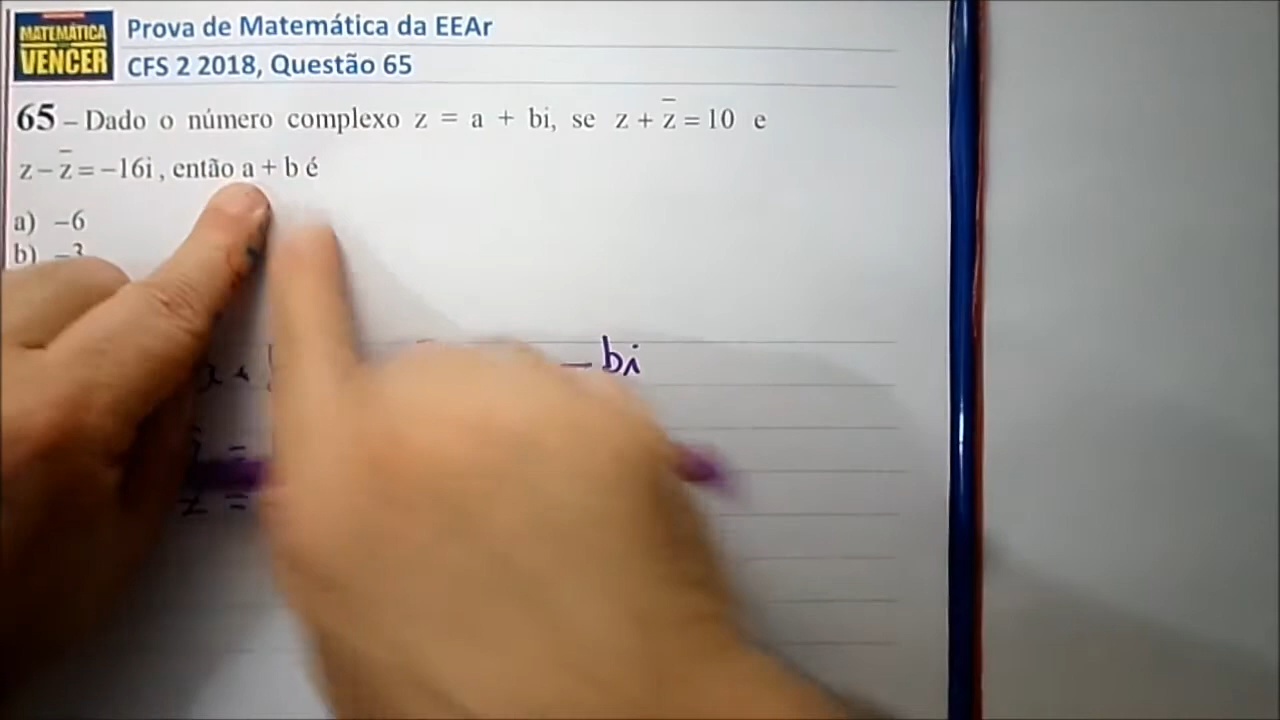 MATEMÁTICA
VENCER
Prova de Matemática da EEAr
CFS 2 2018, Questão 65
65 – Dado o número complexo z = a + bi, se z + z̅ = 10 e
z – z̅ = –16i , então a + b é
a) –6
b) –3
– bi
z =